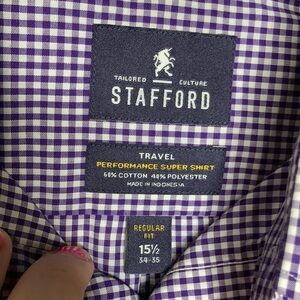 TAILORED CULTURE
STAFFORD
TRAVEL
PERFORMANCE SUPER SHIRT
60% COTTON 40% POLYESTER
MADE IN INDONESIA
REGULAR
FIT
15½
34-35